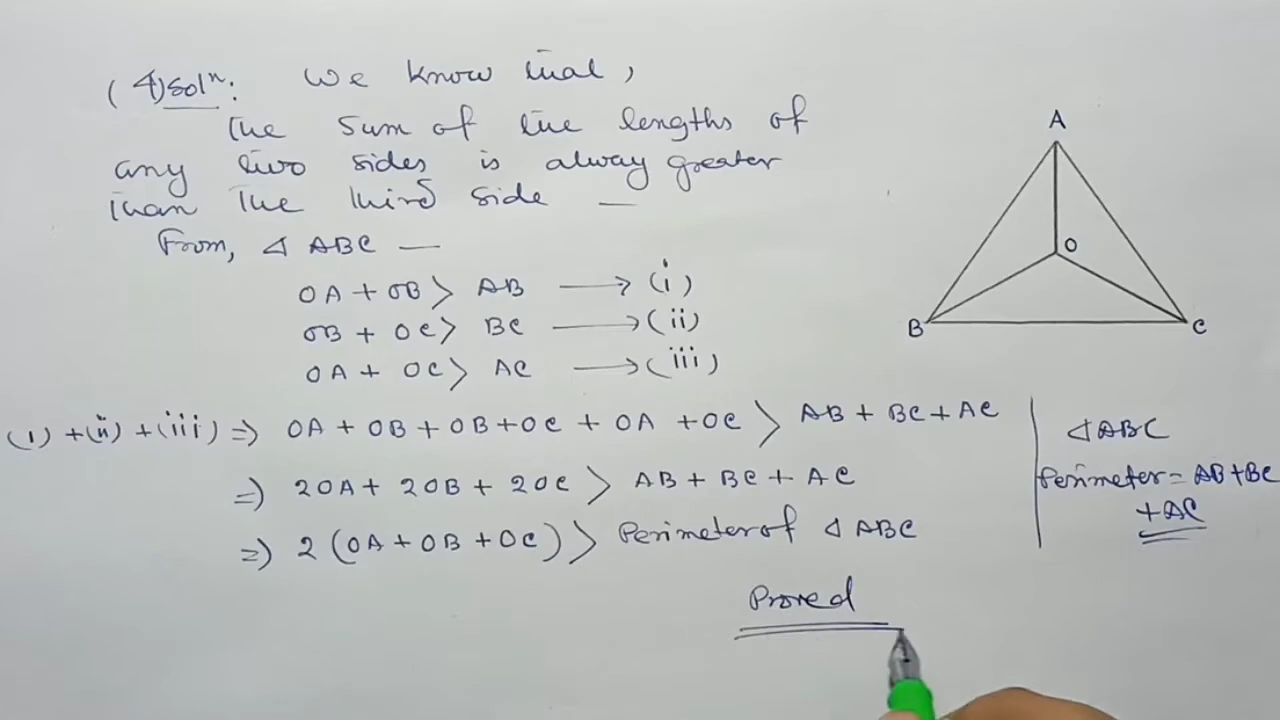 (4) Solⁿ: We know that,
The sum of the lengths of
any two sides is alway greater
than the third side —
From, ∆ ABC —
OA + OB > AB ⟶ (i)
OB + OC > BC ⟶ (ii)
OA + OC > AC ⟶ (iii)
(i) + (ii) + (iii) => OA + OB + OB + OC + OA + OC > AB + BC + AC
=> 2OA + 2OB + 2OC > AB + BC + AC
=> 2 (OA + OB + OC) > Perimeter of ∆ ABC
Proved
A
O
B
C
∆ABC
Perimeter = AB + BC
+ AC